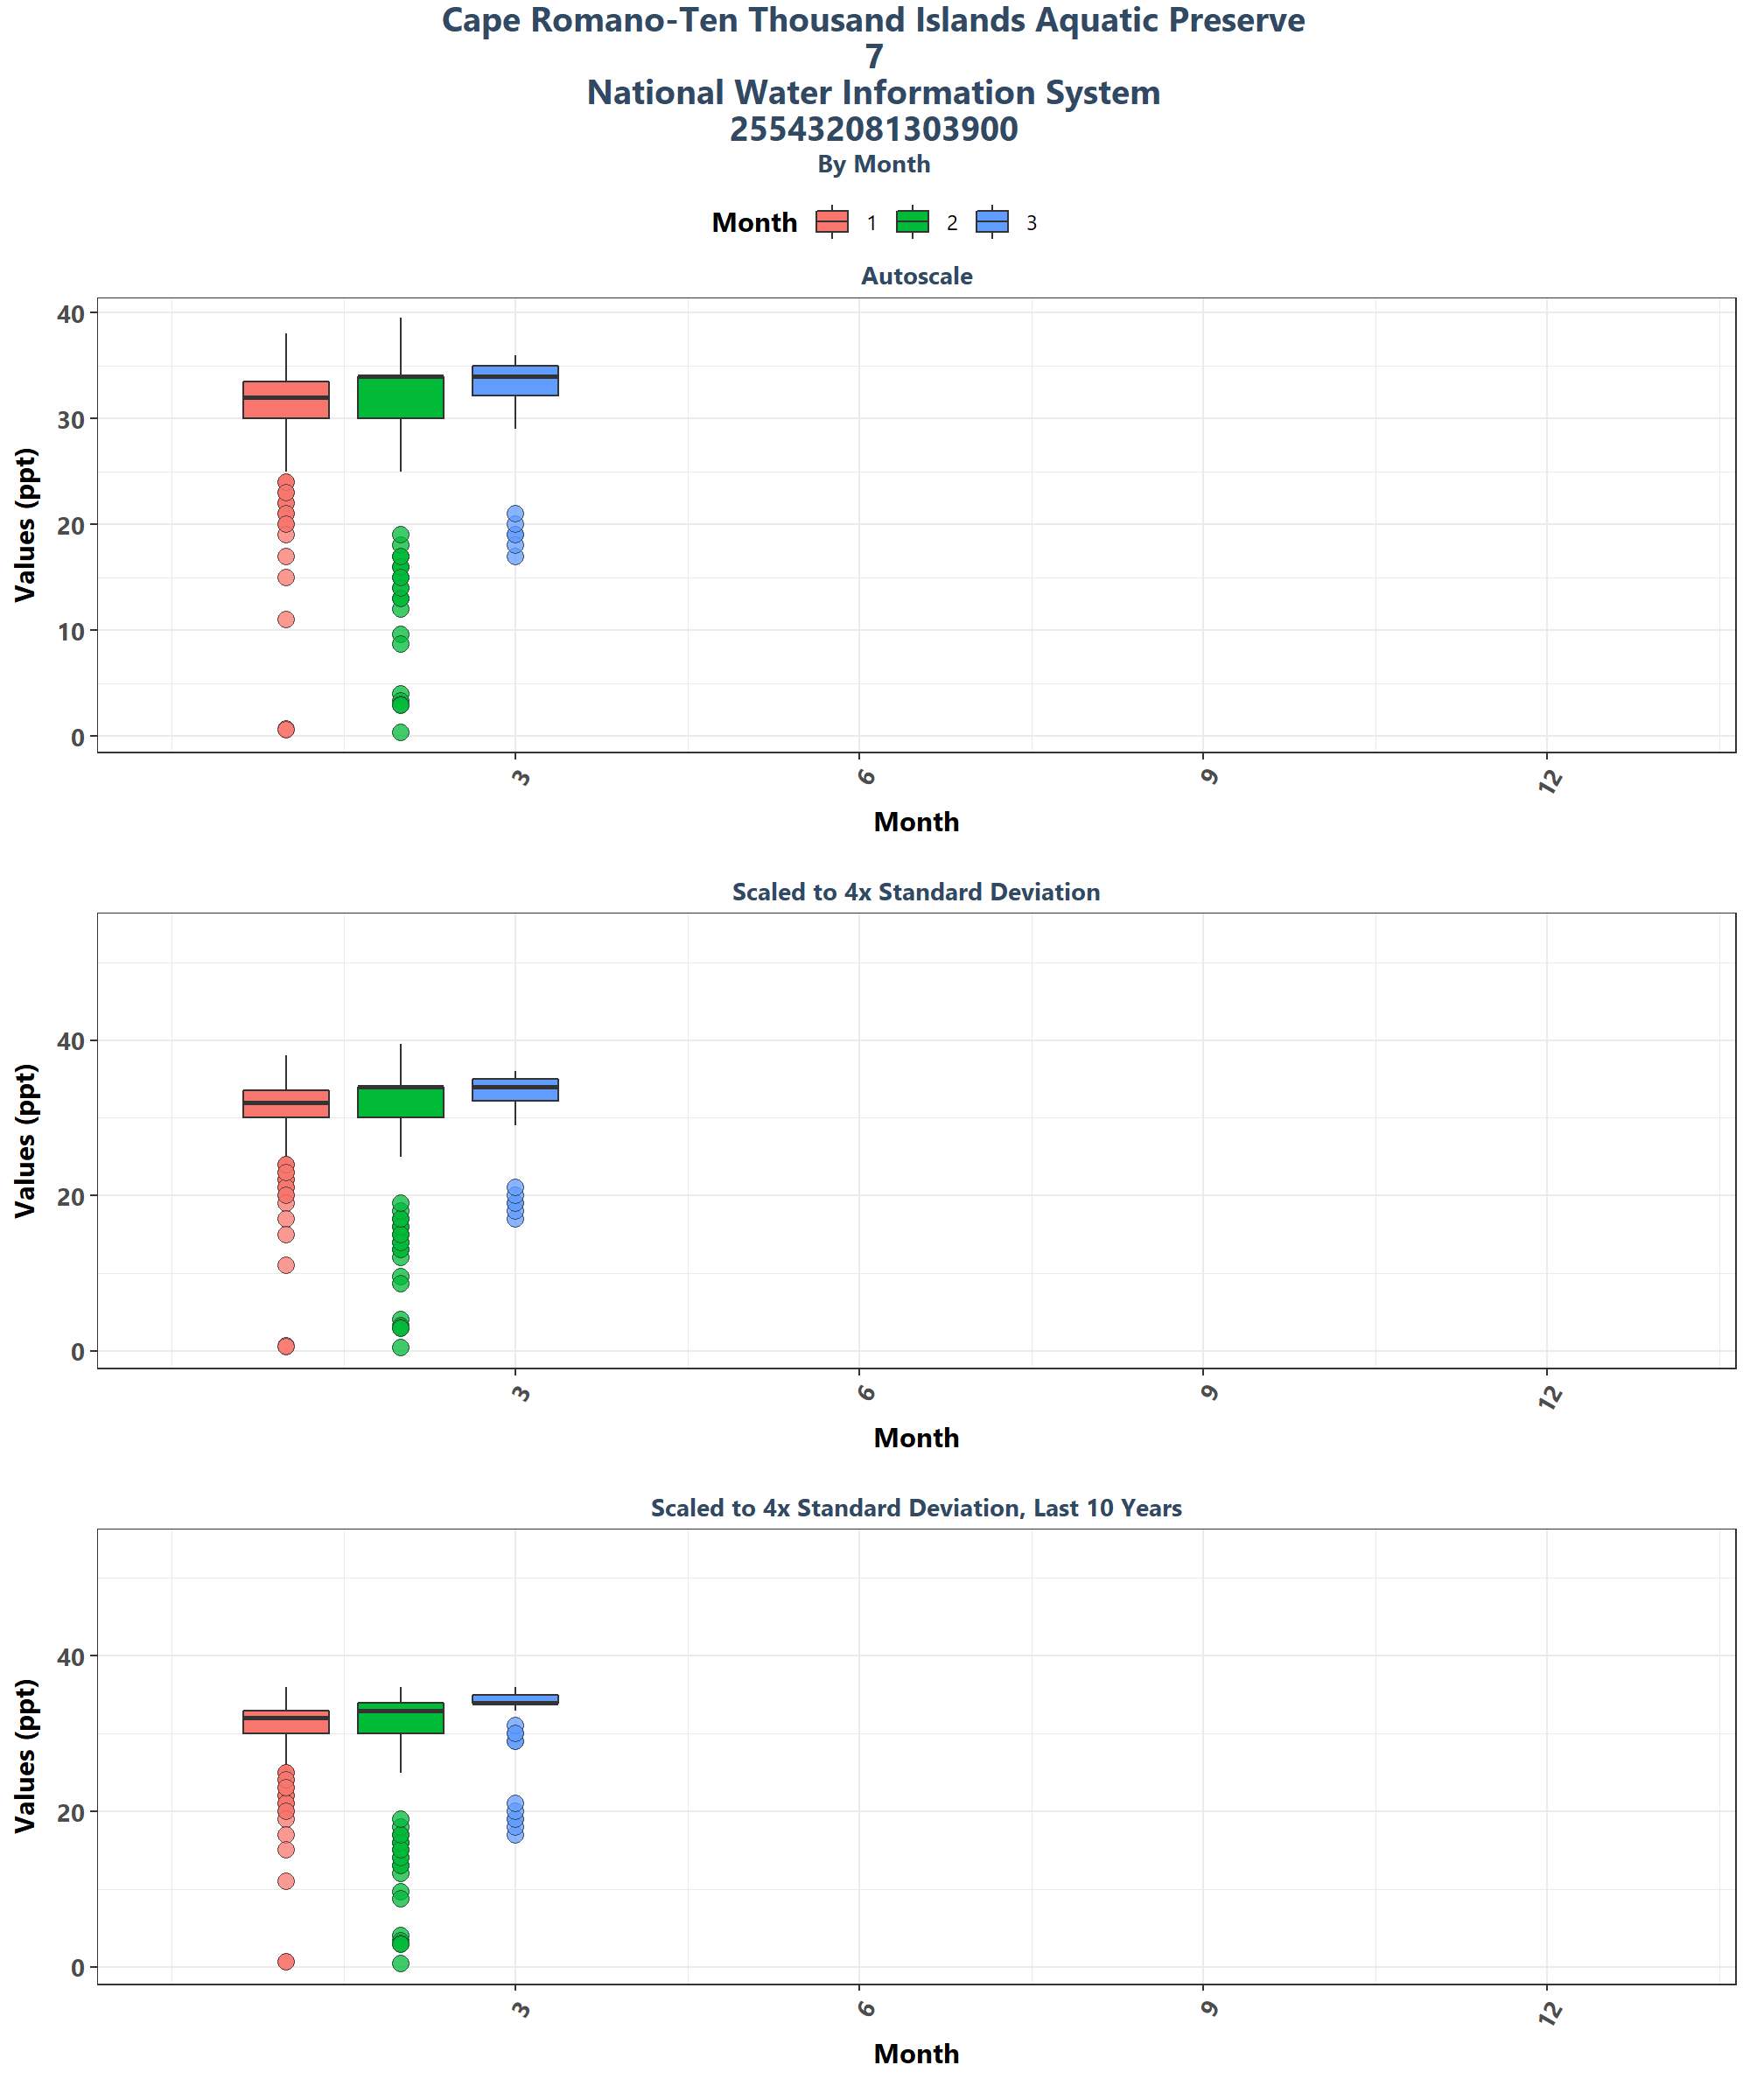 Cape Romano-Ten Thousand Islands Aquatic Preserve
7
National Water Information System
255432081303900
By Month
Month 1 2 3
Autoscale
Values (ppt)
40
30
20
10
0
3 6 9 12
Month
Scaled to 4x Standard Deviation
Values (ppt)
40
20
0
3 6 9 12
Month
Scaled to 4x Standard Deviation, Last 10 Years
Values (ppt)
40
20
0
3 6 9 12
Month